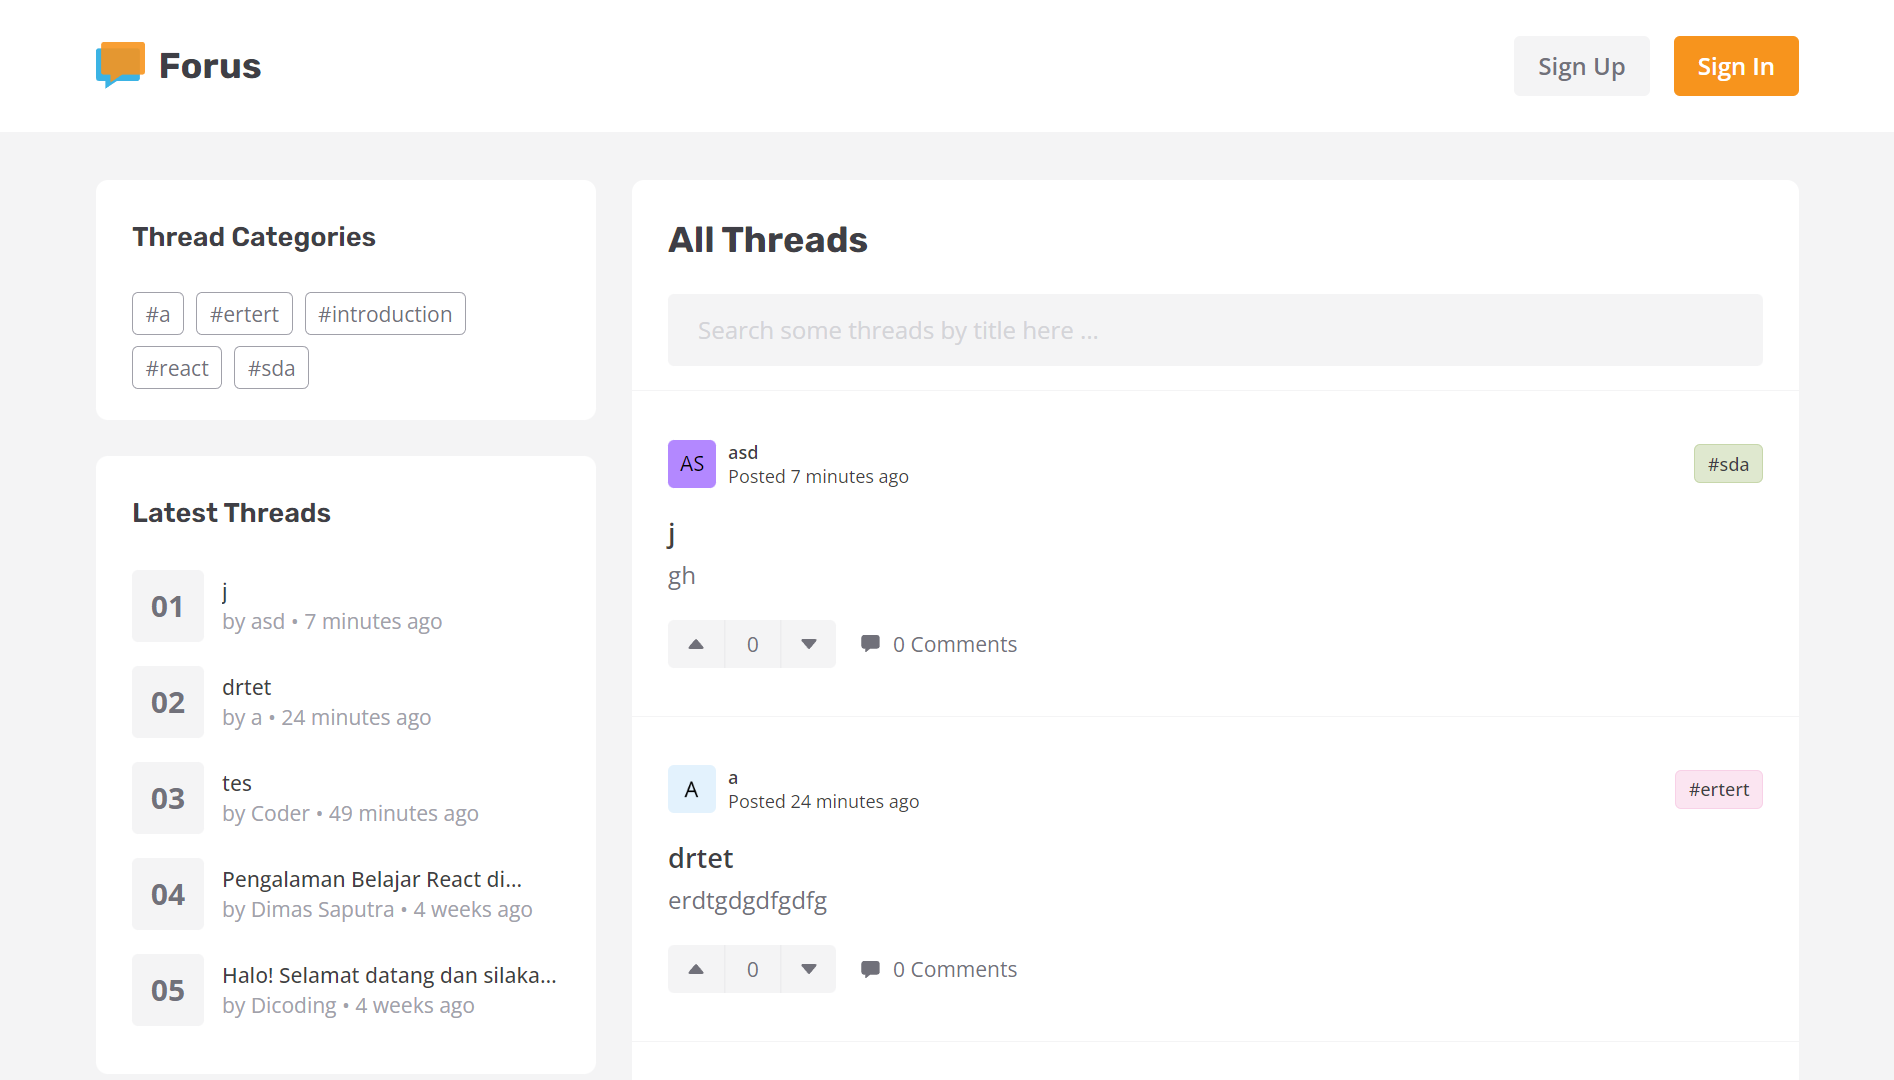 Forus
Sign Up
Sign In
Thread Categories
#a
#ertert
#introduction
#react
#sda
Latest Threads
01
j
by asd • 7 minutes ago
02
drtet
by a • 24 minutes ago
03
tes
by Coder • 49 minutes ago
04
Pengalaman Belajar React di...
by Dimas Saputra • 4 weeks ago
05
Halo! Selamat datang dan silaka...
by Dicoding • 4 weeks ago
All Threads
Search some threads by title here ...
AS
asd
Posted 7 minutes ago
#sda
j
gh
0
0 Comments
A
a
Posted 24 minutes ago
#ertert
drtet
erdtgdgdfgdfg
0
0 Comments